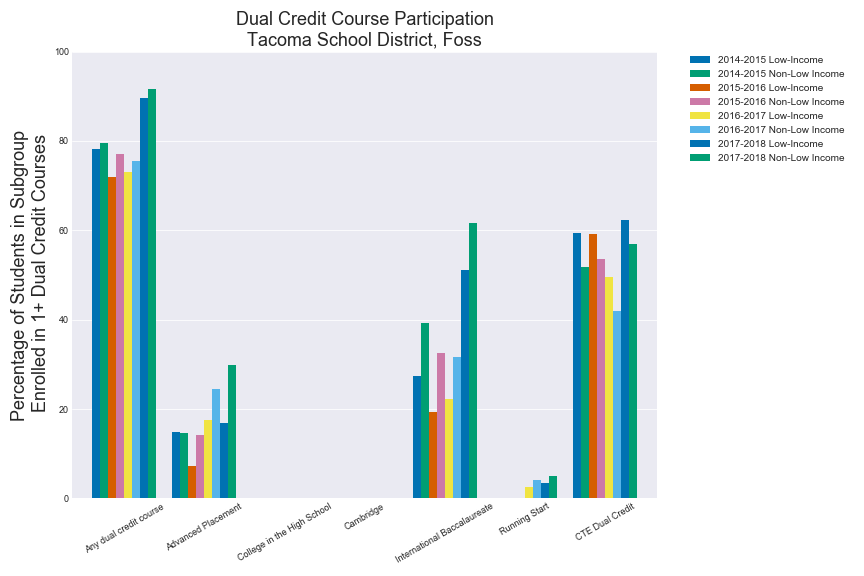 Dual Credit Course Participation
Tacoma School District, Foss
Percentage of Students in Subgroup
Enrolled in 1+ Dual Credit Courses
100
80
60
40
20
0
Any dual credit course
Advanced Placement
College in the High School
Cambridge
International Baccalaureate
Running Start
CTE Dual Credit
2014-2015 Low-Income
2014-2015 Non-Low Income
2015-2016 Low-Income
2015-2016 Non-Low Income
2016-2017 Low-Income
2016-2017 Non-Low Income
2017-2018 Low-Income
2017-2018 Non-Low Income